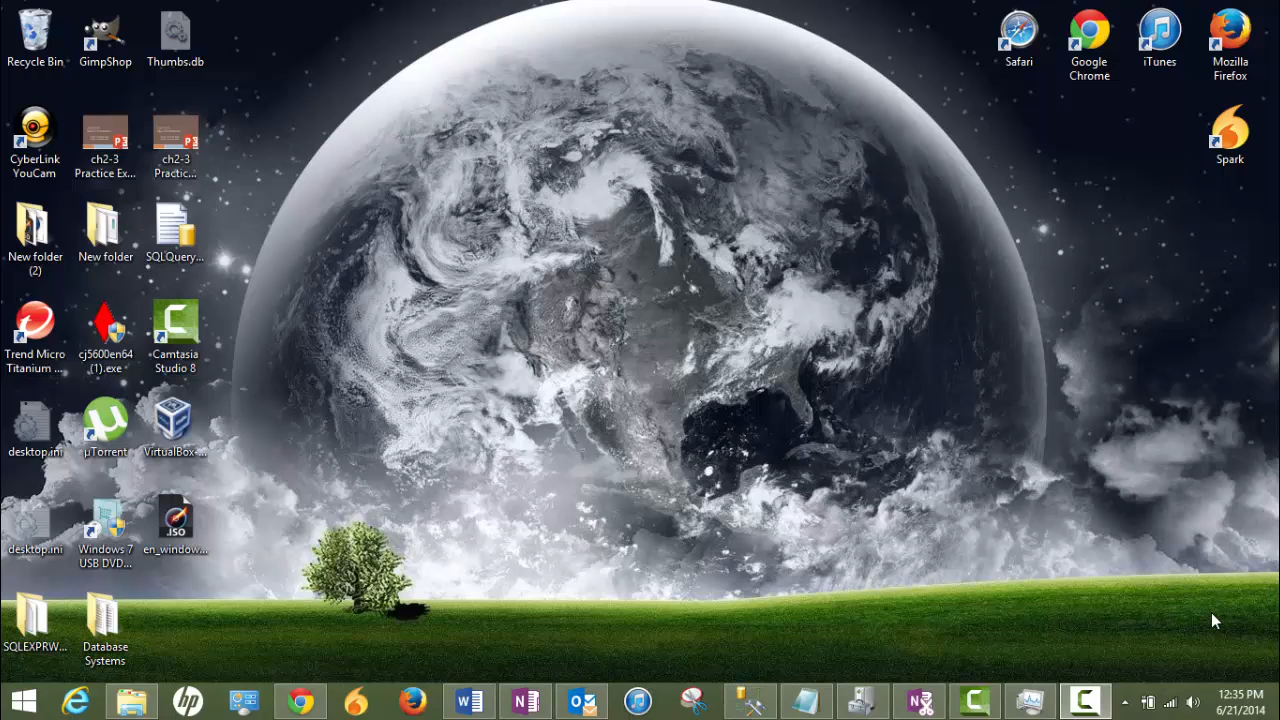 Recycle Bin
GimpShop
Thumbs.db
Safari
Google
Chrome
iTunes
Mozilla
Firefox
CyberLink
YouCam
ch2-3
Practice Ex...
ch2-3
Practic...
Spark
New folder
(2)
New folder
SQLQuery...
Trend Micro
Titanium ...
cj5600en64
(1).exe
Camtasia
Studio 8
desktop.ini
µTorrent
VirtualBox-...
.ISO
desktop.ini
Windows 7
USB DVD...
en_window...
SQLEXPRW...
Database
Systems
12:35 PM
6/21/2014